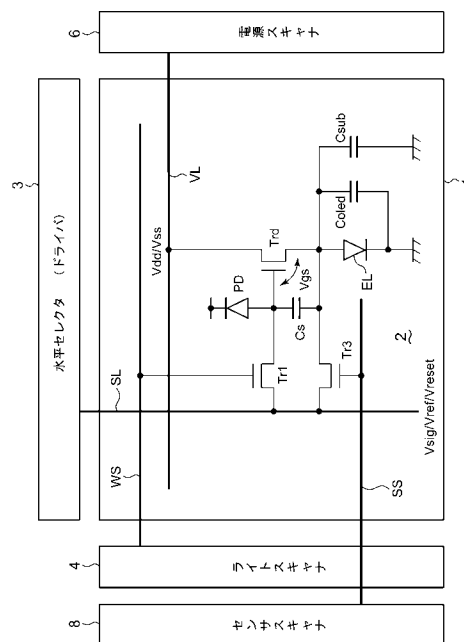 3
水平セレクタ (ドライバ)
SL
WS
VL
Vdd/Vss
6
電源スキャナ
PD
Trd
Vgs
Cs
Tr1
Tr3
Coled
Csub
EL
2
SS
Vsig/Vref/Vreset
4
ライトスキャナ
8
センサスキャナ